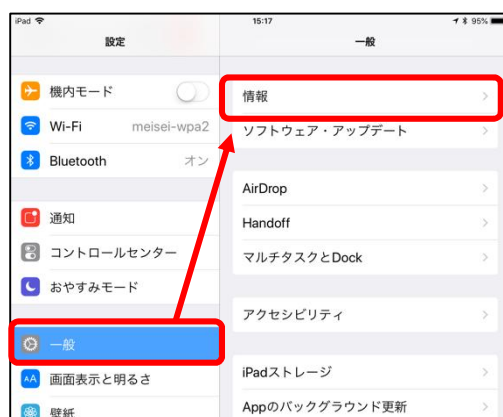 iPad 15:17 95%
設定
一般
機内モード
Wi-Fi meisei-wpa2
Bluetooth オン
通知
コントロールセンター
おやすみモード
一般
画面表示と明るさ
壁紙
情報
ソフトウェア・アップデート
AirDrop
Handoff
マルチタスクとDock
アクセシビリティ
iPadストレージ
Appのバックグラウンド更新